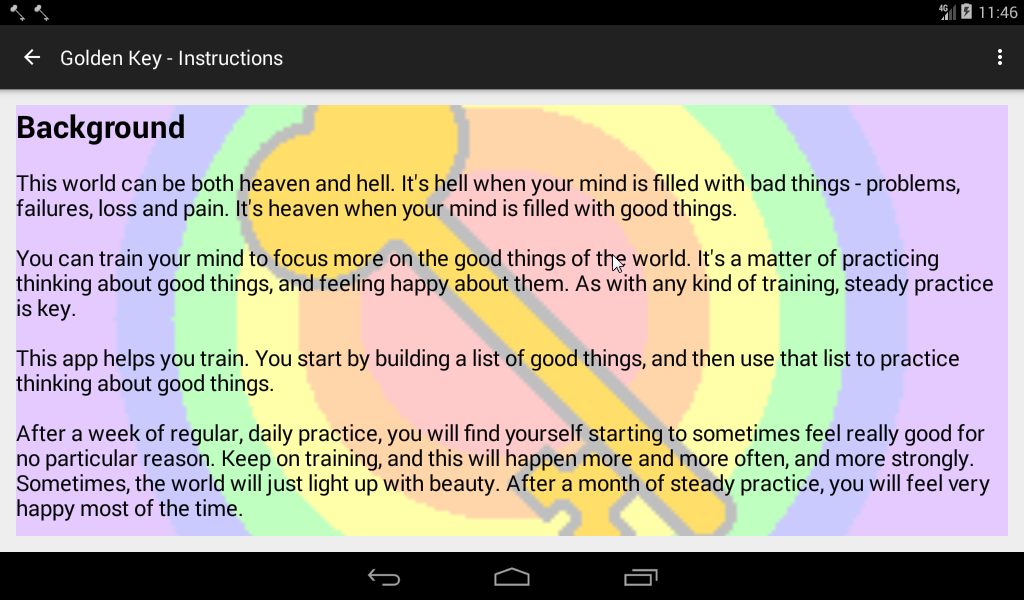 4G 11:46
Golden Key - Instructions
Background
This world can be both heaven and hell. It's hell when your mind is filled with bad things - problems,
failures, loss and pain. It's heaven when your mind is filled with good things.
You can train your mind to focus more on the good things of the world. It's a matter of practicing
thinking about good things, and feeling happy about them. As with any kind of training, steady practice
is key.
This app helps you train. You start by building a list of good things, and then use that list to practice
thinking about good things.
After a week of regular, daily practice, you will find yourself starting to sometimes feel really good for
no particular reason. Keep on training, and this will happen more and more often, and more strongly.
Sometimes, the world will just light up with beauty. After a month of steady practice, you will feel very
happy most of the time.